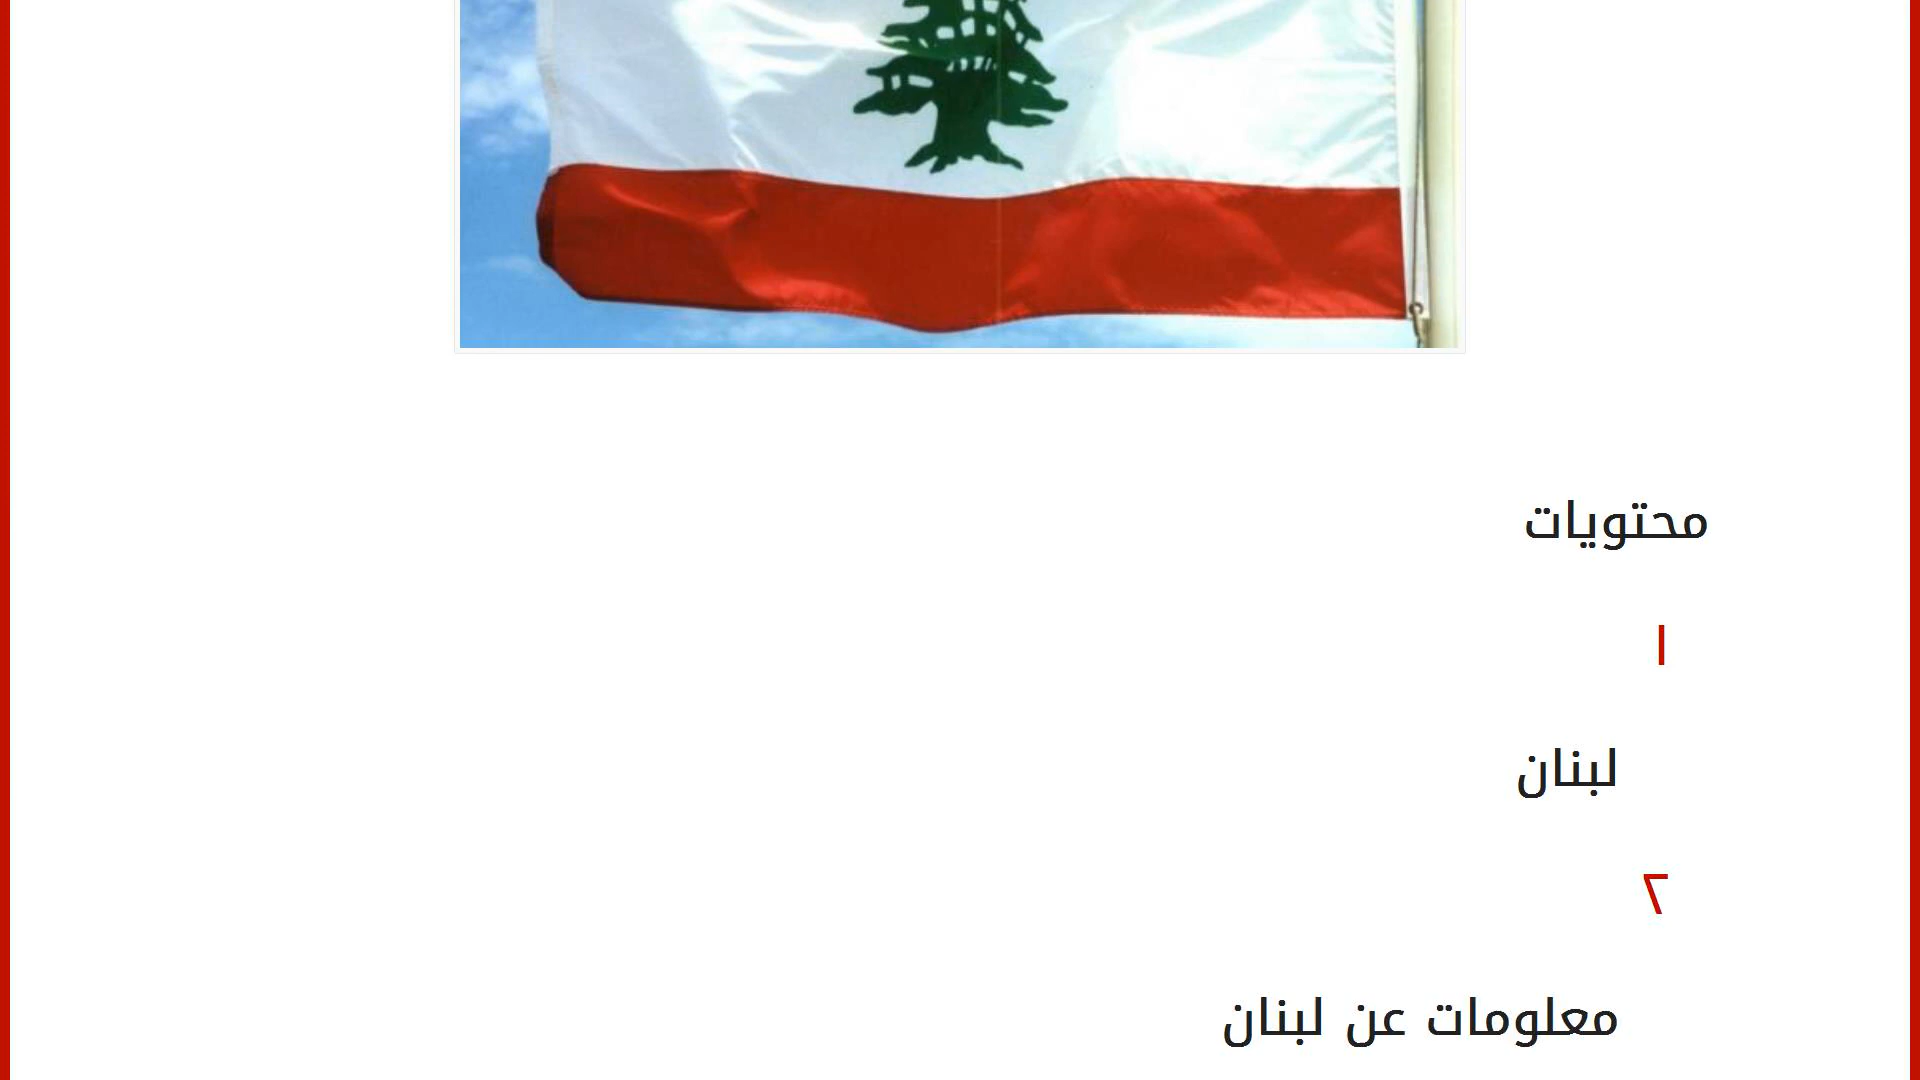 محتويات
١
لبنان
٢
معلومات عن لبنان